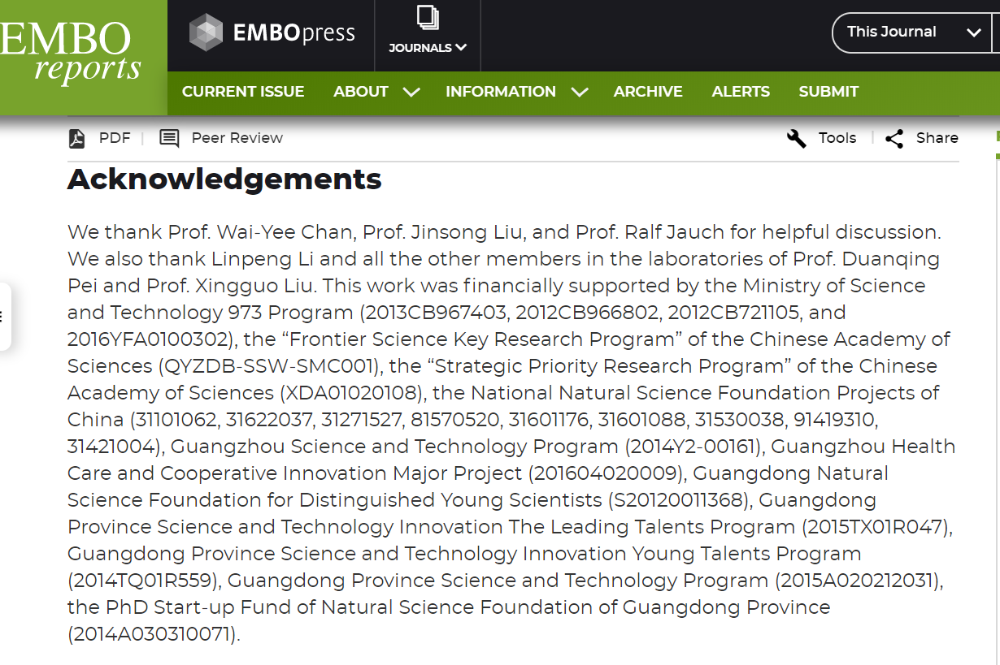 EMBO
reports
EMBOpress
JOURNALS
This Journal
CURRENT ISSUE ABOUT INFORMATION ARCHIVE ALERTS SUBMIT
PDF | Peer Review Tools | Share
Acknowledgements
We thank Prof. Wai-Yee Chan, Prof. Jinsong Liu, and Prof. Ralf Jauch for helpful discussion.
We also thank Linpeng Li and all the other members in the laboratories of Prof. Duanqing
Pei and Prof. Xingguo Liu. This work was financially supported by the Ministry of Science
and Technology 973 Program (2013CB967403, 2012CB966802, 2012CB721105, and
2016YFA0100302), the “Frontier Science Key Research Program” of the Chinese Academy of
Sciences (QYZDB-SSW-SMC001), the “Strategic Priority Research Program” of the Chinese
Academy of Sciences (XDA01020108), the National Natural Science Foundation Projects of
China (31101062, 31622037, 31271527, 81570520, 31601176, 31601088, 31530038, 91419310,
31421004), Guangzhou Science and Technology Program (2014Y2-00161), Guangzhou Health
Care and Cooperative Innovation Major Project (201604020009), Guangdong Natural
Science Foundation for Distinguished Young Scientists (S20120011368), Guangdong
Province Science and Technology Innovation The Leading Talents Program (2015TX01R047),
Guangdong Province Science and Technology Innovation Young Talents Program
(2014TQ01R559), Guangdong Province Science and Technology Program (2015A020212031),
the PhD Start-up Fund of Natural Science Foundation of Guangdong Province
(2014A030310071).